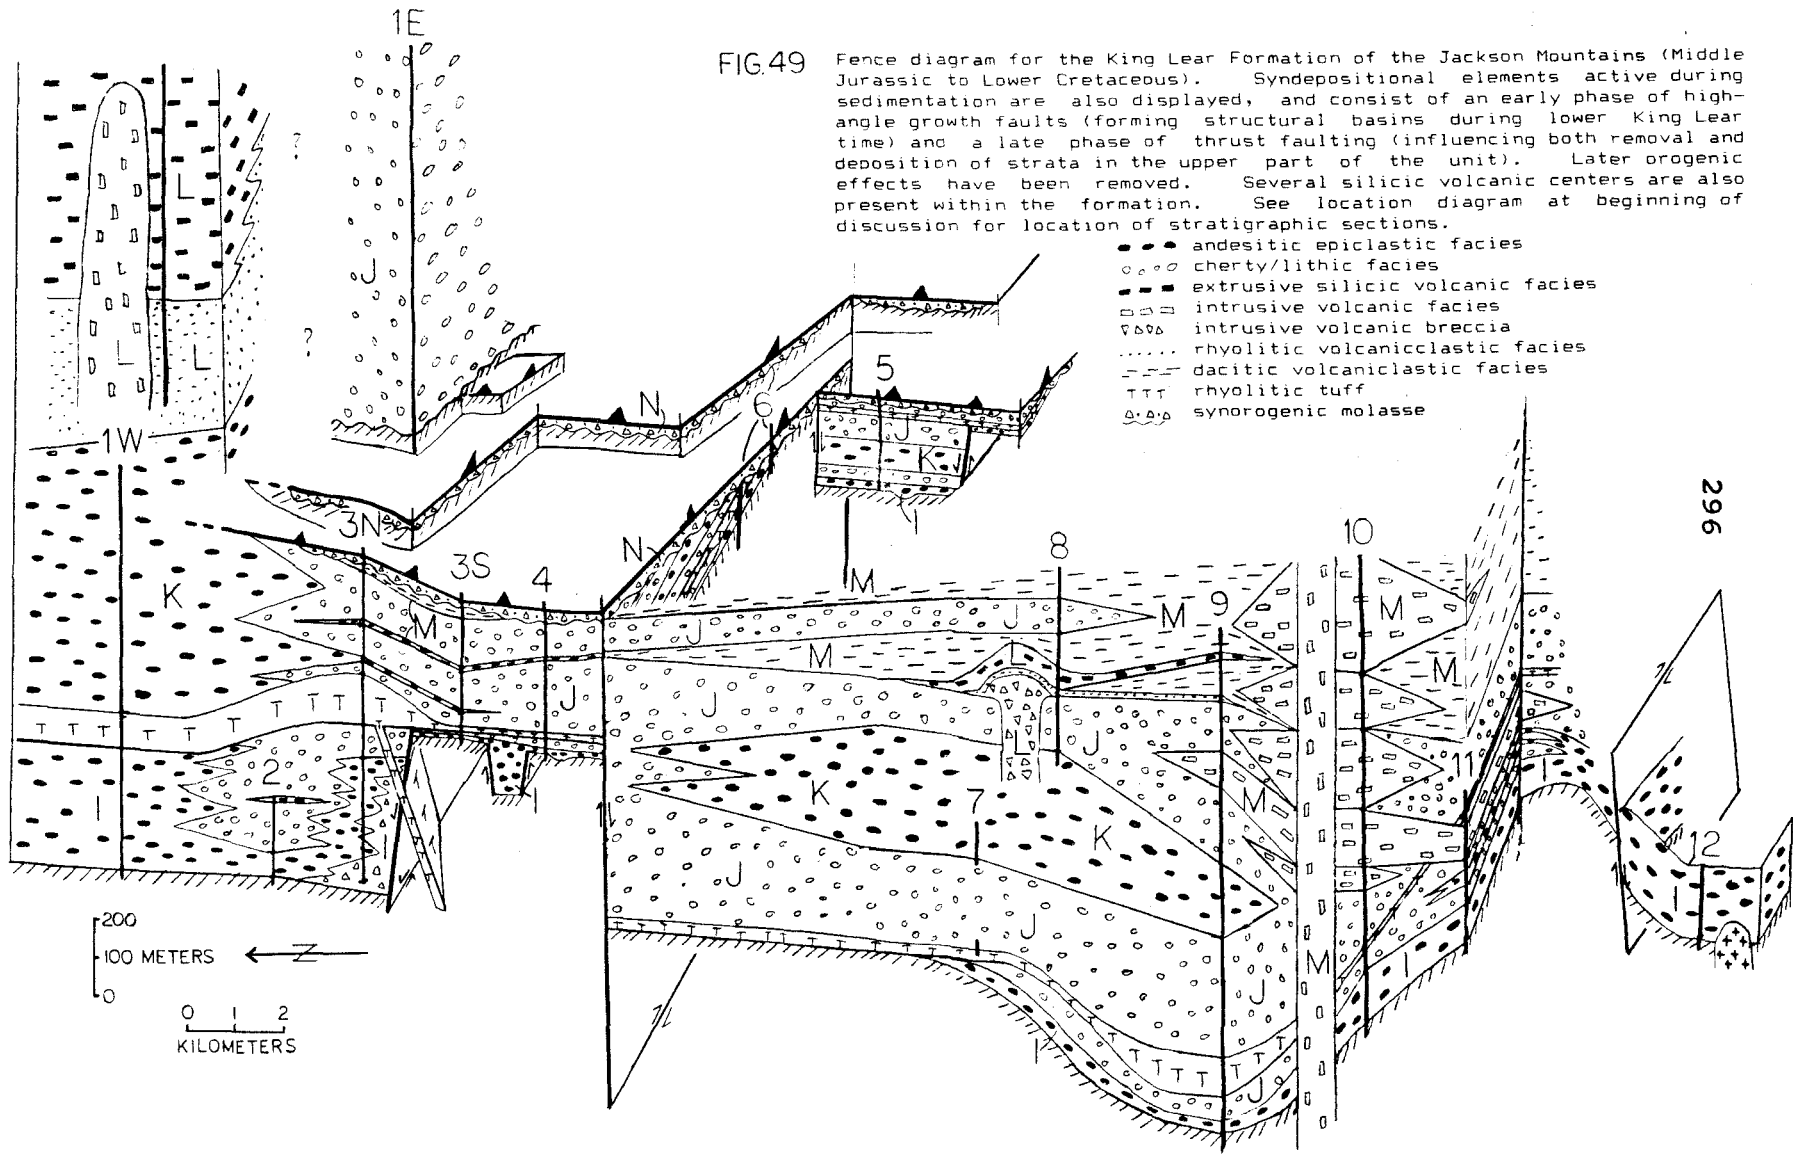 1E
FIG.49
Fence diagram for the King Lear Formation of the Jackson Mountains (Middle
Jurassic to Lower Cretaceous). Syndepositional elements active during
sedimentation are also displayed, and consist of an early phase of high-
angle growth faults (forming structural basins during lower King Lear
time) and a late phase of thrust faulting (influencing both removal and
deposition of strata in the upper part of the unit). Later orogenic
effects have been removed. Several silicic volcanic centers are also
present within the formation. See location diagram at beginning of
discussion for location of stratigraphic sections.
andesitic epiclastic facies
cherty/lithic facies
extrusive silicic volcanic facies
intrusive volcanic facies
intrusive volcanic breccia
rhyolitic volcanicclastic facies
dacitic volcaniclastic facies
TTT rhyolitic tuff
synorogenic molasse
L
?
J
?
L
L
L
1W
N
6
5
J
K
I
296
3N
3S
4
N
M
8
10
K
M
J
J
M
L
M
9
M
M
J
J
L
J
T T T T T T T T
2
I
I
I
K
7
K
M
11
I
12
I
J
J
M
I
J
I
T T T T
J
200
100 METERS
0
Z
0 1 2
KILOMETERS